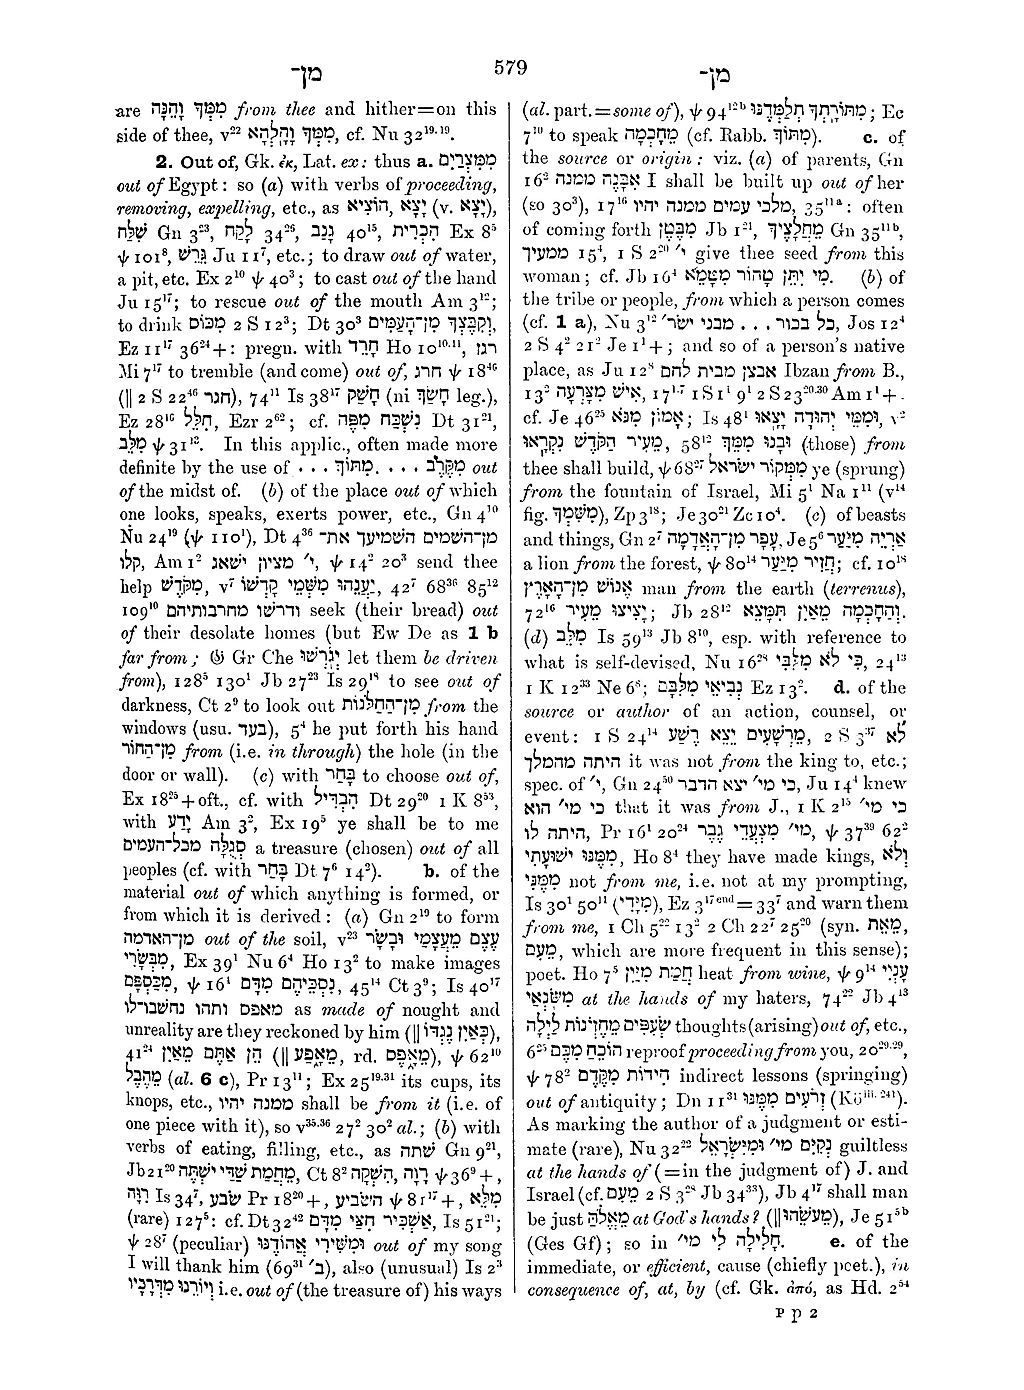 מִן־
579
מִן־
are מִמְּךָ וָהֵנָּה from thee and hither=on this
side of thee, v²² מִמְּךָ וָהָלְאָה, cf. Nu 32¹⁹·¹⁹.
2. Out of, Gk. ἐκ, Lat. ex: thus a. מִמִּצְרַיִם
out of Egypt: so (a) with verbs of proceeding,
removing, expelling, etc., as יָצָא, הוֹצִיא (v. יָצָא),
שִׁלַּח Gn 3²³, לָקַח 34²⁶, גָּנַב 40¹⁵, הִכְרִית Ex 8⁵
ψ 101⁸, גֵּרֵשׁ Ju 11⁷, etc.; to draw out of water,
a pit, etc. Ex 2¹⁰ ψ 40³; to cast out of the hand
Ju 15¹⁷; to rescue out of the mouth Am 3¹²;
to drink מִכּוֹס 2 S 12³; Dt 30³ וְקִבֶּצְךָ מִן־הָעַמִּים,
Ez 11¹⁷ 36²⁴+: pregn. with חָרַד Ho 10¹⁰·¹¹, רגז
Mi 7¹⁷ to tremble (and come) out of, חרג ψ 18⁴⁶
(‖ 2 S 22⁴⁶ חגר), 74¹¹ Is 38¹⁷ חָשַׁק (ni חָשַׂךְ leg.),
Ez 28¹⁶ חִלֵּל, Ezr 2⁶²; cf. נִשְׁכַּח מִפֶּה Dt 31²¹,
מִלֵּב ψ 31¹³. In this applic., often made more
definite by the use of מִתּוֹךְ . . . , מִקֶּרֶב . . . out
of the midst of. (b) of the place out of which
one looks, speaks, exerts power, etc., Gn 4¹⁰
Nu 24¹⁹ (ψ 110¹), Dt 4³⁶ מן־השמים השמיעך את־
קלו, Am 1² י׳ מציון ישאג, ψ 14² 20³ send thee
help מִקֹּדֶשׁ, v⁷ יַעֲנֵהוּ מִשְּׁמֵי קָדְשׁוֹ, 42⁷ 68³⁶ 85¹²
109¹⁰ ודרשו מחרבותיהם seek (their bread) out
of their desolate homes (but Ew De as 1 b
far from; 𝔊 Gr Che יְגֹרְשׁוּ let them be driven
from), 128⁵ 130¹ Jb 27²³ Is 29¹⁸ to see out of
darkness, Ct 2⁹ to look out מִן־הַחַלֹּנוֹת from the
windows (usu. בעד), 5⁴ he put forth his hand
מִן־הַחוֹר from (i.e. in through) the hole (in the
door or wall). (c) with בָּחַר to choose out of,
Ex 18²⁵+oft., cf. with הִבְדִּיל Dt 29²⁰ 1 K 8⁵³,
with יָדַע Am 3², Ex 19⁵ ye shall be to me
סְגֻלָּה מכל־העמים a treasure (chosen) out of all
peoples (cf. with בָּחַר Dt 7⁶ 14²). b. of the
material out of which anything is formed, or
from which it is derived: (a) Gn 2¹⁹ to form
מן־האדמה out of the soil, v²³ עֶצֶם מֵעֲצָמַי וּבָשָׂר
מִבְּשָׂרִי, Ex 39¹ Nu 6⁴ Ho 13² to make images
מִכַּסְפָּם, ψ 16⁴ נִסְכֵּיהֶם מִדָּם, 45¹⁴ Ct 3⁹; Is 40¹⁷
מאפס ותהו נחשבו־לו as made of nought and
unreality are they reckoned by him (‖ כְּאַיִן נֶגְדּוֹ),
41²⁴ הֵן אַתֶּם מֵאַיִן (‖ מֵאָפַע, rd. מֵאֶפֶס), ψ 62¹⁰
מֵהֶבֶל (al. 6 c), Pr 13¹¹; Ex 25¹⁹·³¹ its cups, its
knops, etc., ממנה יהיו shall be from it (i.e. of
one piece with it), so v³⁵·³⁶ 27² 30² al.; (b) with
verbs of eating, filling, etc., as שׁתה Gn 9²¹,
Jb 21²⁰ מֵחֲמַת שַׁדַּי יִשְׁתֶּה, Ct 8² הִשְׁקָה, רָוָה ψ 36⁹+,
רִוָּה Is 34⁷, שׂבע Pr 18²⁰+, השׂביע ψ 81¹⁷+, מִלֵּא
(rare) 127⁵: cf. Dt 32⁴² אַשְׁכִּיר חִצַּי מִדָּם, Is 51²¹;
ψ 28⁷ (peculiar) וּמִשִּׁירִי אֲהוֹדֶנּוּ out of my song
I will thank him (69³¹ ב׳), also (unusual) Is 2³
וְיוֹרֵנוּ מִדְּרָכָיו i.e. out of (the treasure of) his ways
(al. part.=some of), ψ 94¹²ᵇ מִתּוֹרָתְךָ תְלַמְּדֶנּוּ; Ec
7¹⁰ to speak מֵחָכְמָה (cf. Rabb. מִתּוֹךְ). c. of
the source or origin: viz. (a) of parents, Gn
16² אִבָּנֶה ממנה I shall be built up out of her
(so 30³), 17¹⁶ מלכי עמים ממנה יהיו, 35¹¹ᵃ: often
of coming forth מִבֶּטֶן Jb 1²¹, מֵחֲלָצֶיךָ Gn 35¹¹ᵇ,
ממעיך 15⁴, 1 S 2²⁰ י׳ give thee seed from this
woman; cf. Jb 14⁴ מִי יִתֵּן טָהוֹר מִטָּמֵא. (b) of
the tribe or people, from which a person comes
(cf. 1 a), Nu 3¹² כל בכור . . . מבני ישׂר׳, Jos 12⁴
2 S 4² 21² Je 1¹+; and so of a person's native
place, as Ju 12⁸ אבצן מבית לחם Ibzan from B.,
13² אִישׁ מִצָּרְעָה, 17¹·⁷ 1 S 1¹ 9¹ 2 S 23²⁰·³⁰ Am 1¹+.
cf. Je 46²⁵ אָמוֹן מִנֹּא; Is 48¹ וּמִמֵּי יְהוּדָה יָצָאוּ, v²
מֵעִיר הַקֹּדֶשׁ נִקְרָאוּ, 58¹² וּבָנוּ מִמְּךָ (those) from
thee shall build, ψ 68²⁷ מִמְּקוֹר ישׂראל ye (sprung)
from the fountain of Israel, Mi 5¹ Na 1¹¹ (v¹⁴
fig. מִשִּׁמְךָ), Zp 3¹⁸; Je 30²¹ Zc 10⁴. (c) of beasts
and things, Gn 2⁷ עָפָר מִן־הָאֲדָמָה, Je 5⁶ אַרְיֵה מִיַּעַר
a lion from the forest, ψ 80¹⁴ חֲזִיר מִיַּעַר; cf. 10¹⁸
אֱנוֹשׁ מִן־הָאָרֶץ man from the earth (terrenus),
72¹⁶ יָצִיצוּ מֵעִיר; Jb 28¹² וְהַחָכְמָה מֵאַיִן תִּמָּצֵא.
(d) מִלֵּב Is 59¹³ Jb 8¹⁰, esp. with reference to
what is self-devised, Nu 16²⁸ כִּי לֹא מִלִּבִּי, 24¹³
1 K 12³³ Ne 6⁸; נְבִיאֵי מִלִּבָּם Ez 13². d. of the
source or author of an action, counsel, or
event: 1 S 24¹⁴ מֵרְשָׁעִים יֵצֵא רֶשַׁע, 2 S 3³⁷ לֹא
היתה מהמלך it was not from the king to, etc.;
spec. of י׳, Gn 24⁵⁰ כי מי׳ יצא הדבר, Ju 14⁴ knew
כי מי׳ הוא that it was from J., 1 K 2¹⁵ כי מי׳
היתה לו, Pr 16¹ 20²⁴ מי׳ מִצְעֲדֵי גֶבֶר, ψ 37³⁹ 62²
מִמֶּנּוּ ישׁועתי, Ho 8⁴ they have made kings, וְלֹא
מִמֶּנִּי not from me, i.e. not at my prompting,
Is 30¹ 50¹¹ (מִיָּדִי), Ez 3¹⁷ᵉⁿᵈ=33⁷ and warn them
from me, 1 Ch 5²² 13² 2 Ch 22⁷ 25²⁰ (syn. מֵאֵת,
מֵעִם, which are more frequent in this sense);
poet. Ho 7⁵ חֲמַת מִיָּיִן heat from wine, ψ 9¹⁴ עָנְיִי
מִשֹּׂנְאַי at the hands of my haters, 74²² Jb 4¹³
שְׂעִפִּים מֵחֶזְיֹנוֹת לַיְלָה thoughts (arising) out of, etc.,
6²⁵ הוֹכֵחַ מִכֶּם reproof proceeding from you, 20²⁹·²⁹,
ψ 78² חִידוֹת מִקֶּדֶם indirect lessons (springing)
out of antiquity; Dn 11³¹ זְרֹעִים מִמֶּנּוּ (Köⁱⁱⁱ·²⁴¹).
As marking the author of a judgment or esti-
mate (rare), Nu 32²² נְקִיִּם מי׳ וּמִיִּשְׂרָאֵל guiltless
at the hands of (=in the judgment of) J. and
Israel (cf. מֵעִם 2 S 3²⁸ Jb 34³³), Jb 4¹⁷ shall man
be just מֵאֱלוֹהַּ at God's hands? (‖ מֵעֹשֵׂהוּ), Je 51⁵ᵇ
(Ges Gf); so in חָלִילָה לִּי מי׳. e. of the
immediate, or efficient, cause (chiefly poet.), in
consequence of, at, by (cf. Gk. ἀπό, as Hd. 2⁵⁴
P p 2